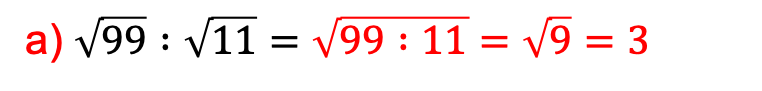 a) √99 : √11 = √99 : 11 = √9 = 3